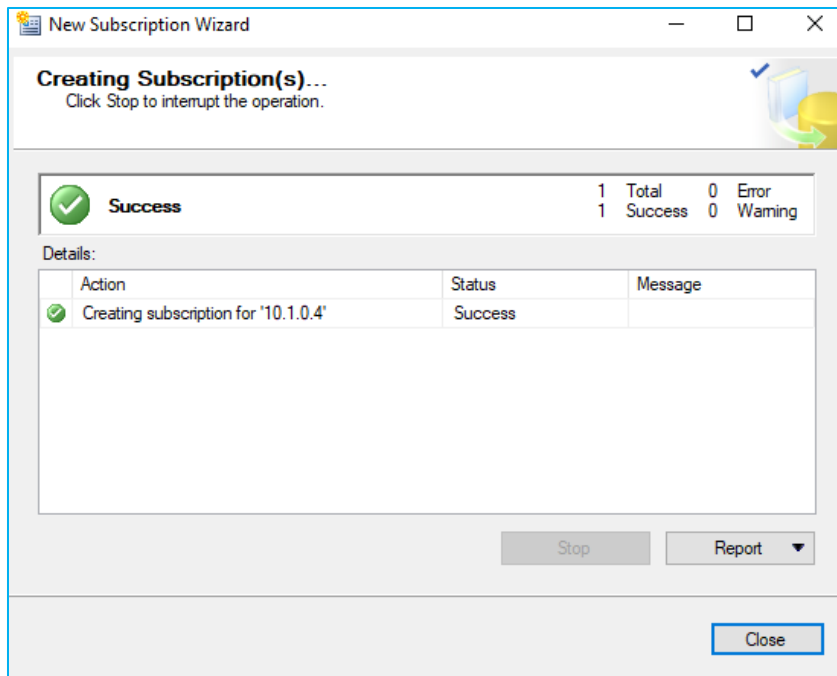 New Subscription Wizard
Creating Subscription(s)...
Click Stop to interrupt the operation.
Success
1 Total 0 Error
1 Success 0 Warning
Details:
Action Status Message
Creating subscription for '10.1.0.4' Success
Stop Report
Close